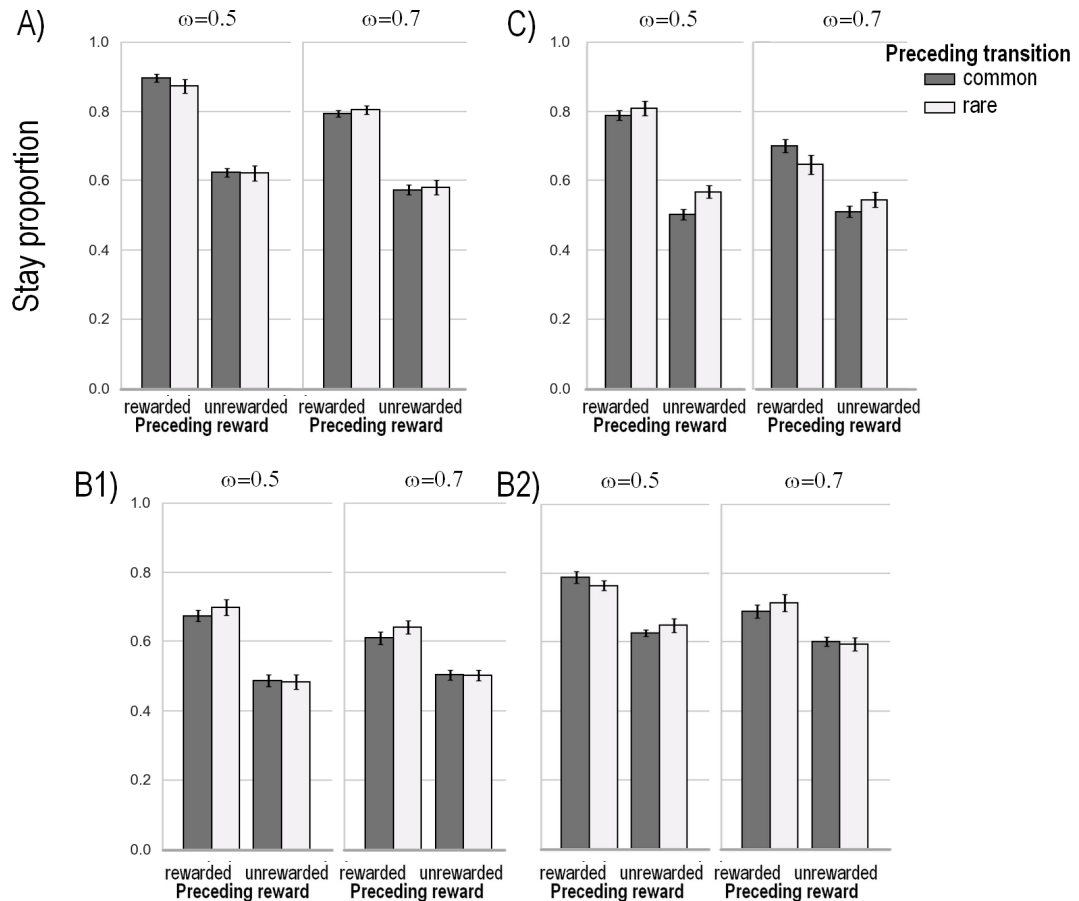 A)
ω=0.5
ω=0.7
C)
ω=0.5
ω=0.7
Preceding transition
common
rare
Stay proportion
1.0
0.8
0.6
0.4
0.2
0.0
rewarded unrewarded rewarded unrewarded
Preceding reward Preceding reward
1.0
0.8
0.6
0.4
0.2
0.0
rewarded unrewarded rewarded unrewarded
Preceding reward Preceding reward
B1)
ω=0.5
ω=0.7
B2)
ω=0.5
ω=0.7
1.0
0.8
0.6
0.4
0.2
0.0
rewarded unrewarded rewarded unrewarded
Preceding reward Preceding reward
rewarded unrewarded rewarded unrewarded
Preceding reward Preceding reward